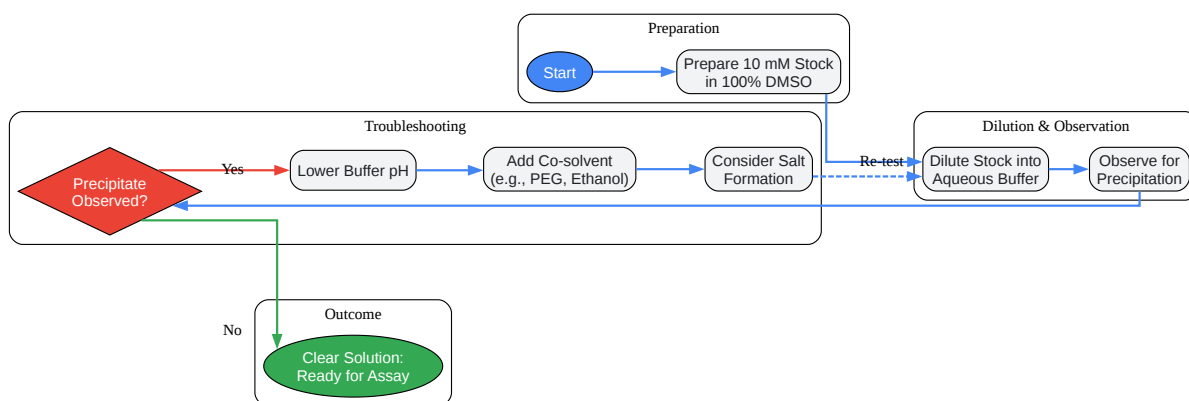 Preparation
Start
Prepare 10 mM Stock
in 100% DMSO
Troubleshooting
Precipitate
Observed?
Yes
Lower Buffer pH
Add Co-solvent
(e.g., PEG, Ethanol)
Consider Salt
Formation
Re-test
Dilution & Observation
Dilute Stock into
Aqueous Buffer
Observe for
Precipitation
No
Outcome
Clear Solution:
Ready for Assay